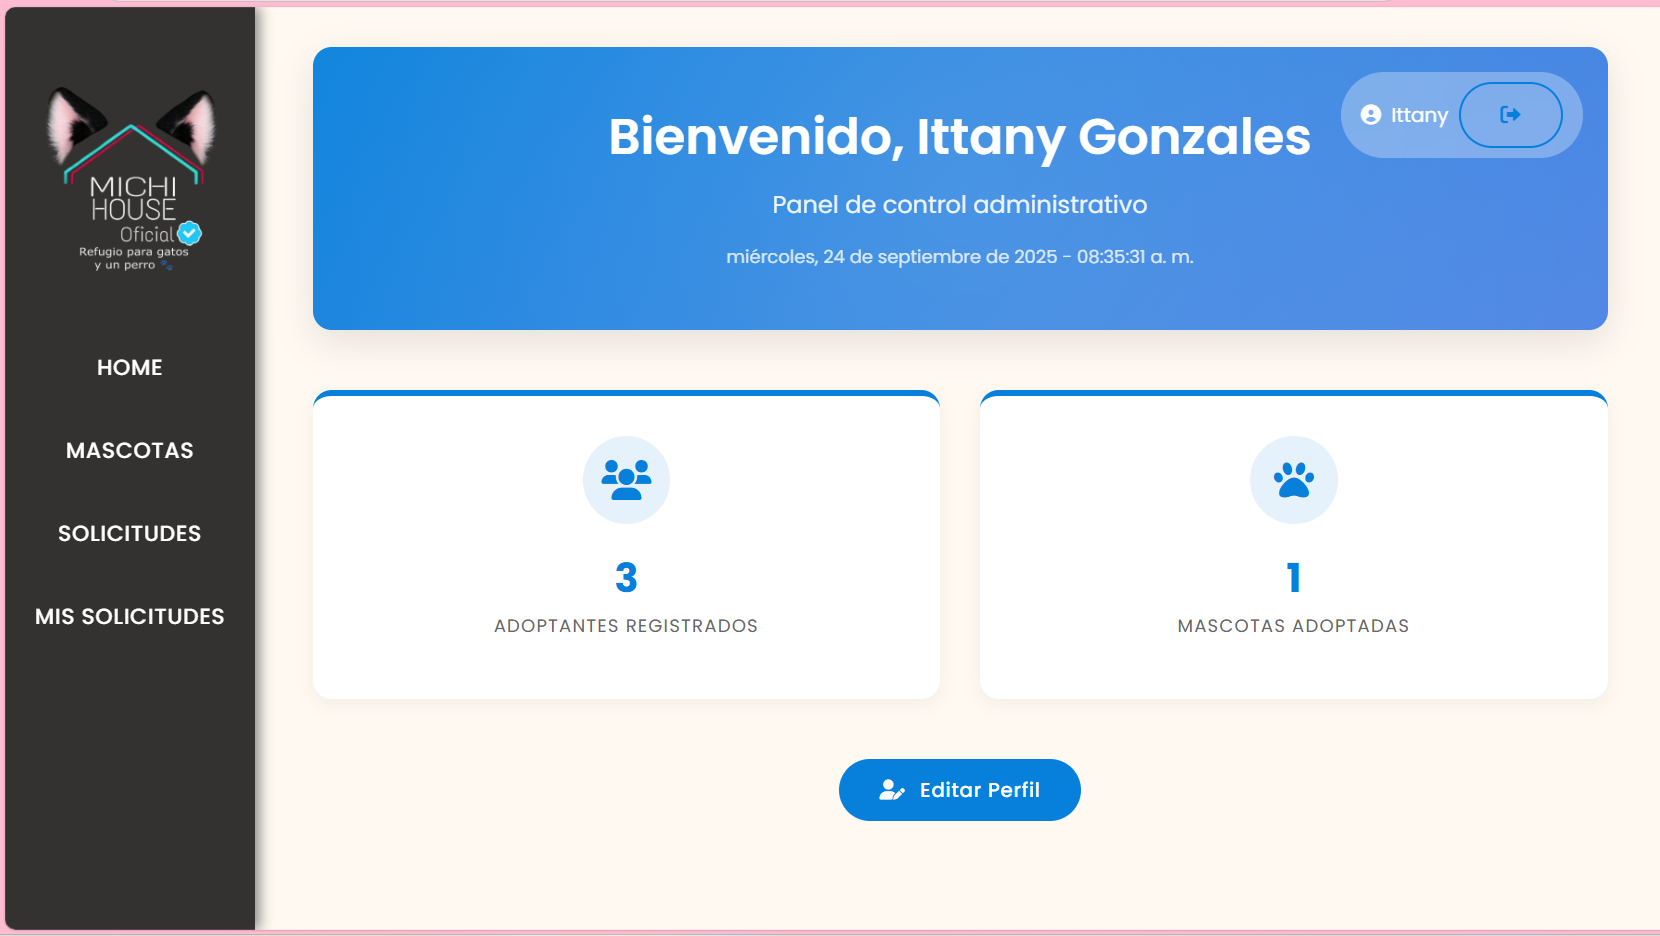 MICHI
HOUSE
Oficial
Refugio para gatos
y un perro
HOME
MASCOTAS
SOLICITUDES
MIS SOLICITUDES
Ittany
Bienvenido, Ittany Gonzales
Panel de control administrativo
miércoles, 24 de septiembre de 2025 - 08:35:31 a. m.
3
ADOPTANTES REGISTRADOS
1
MASCOTAS ADOPTADAS
Editar Perfil